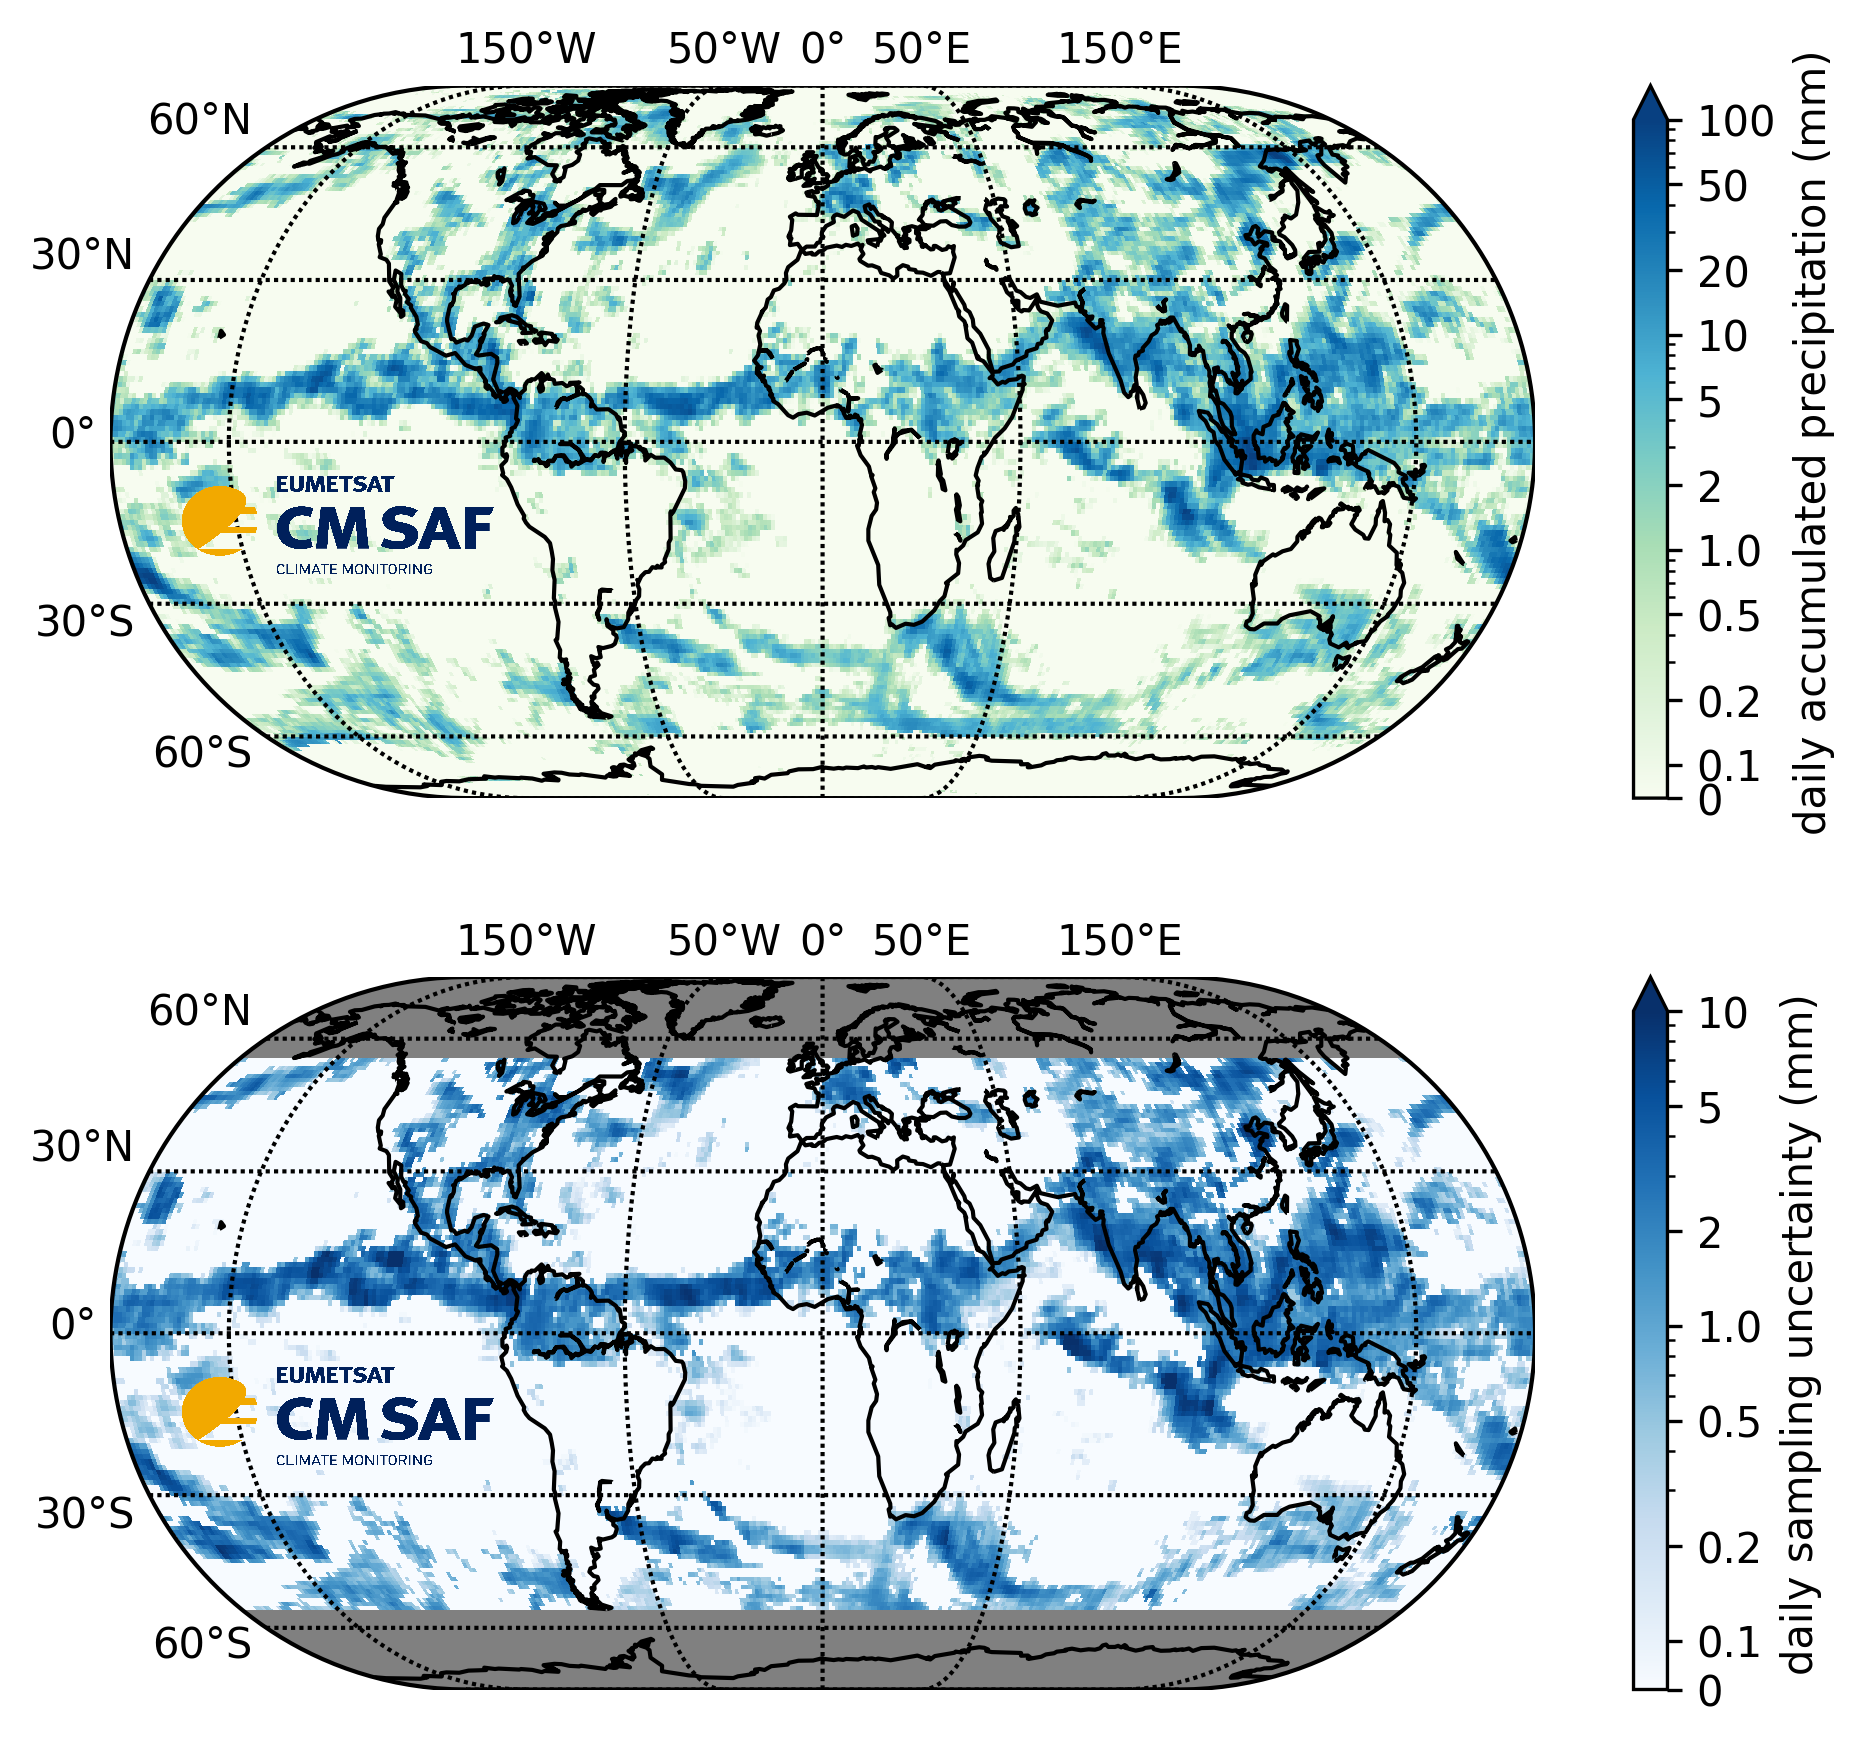 150°W 50°W 0° 50°E 150°E
60°N
30°N
0°
30°S
60°S
EUMETSAT
CM SAF
CLIMATE MONITORING
100
50
20
10
5
2
1.0
0.5
0.2
0.1
0
daily accumulated precipitation (mm)
150°W 50°W 0° 50°E 150°E
60°N
30°N
0°
30°S
60°S
EUMETSAT
CM SAF
CLIMATE MONITORING
10
5
2
1.0
0.5
0.2
0.1
0
daily sampling uncertainty (mm)